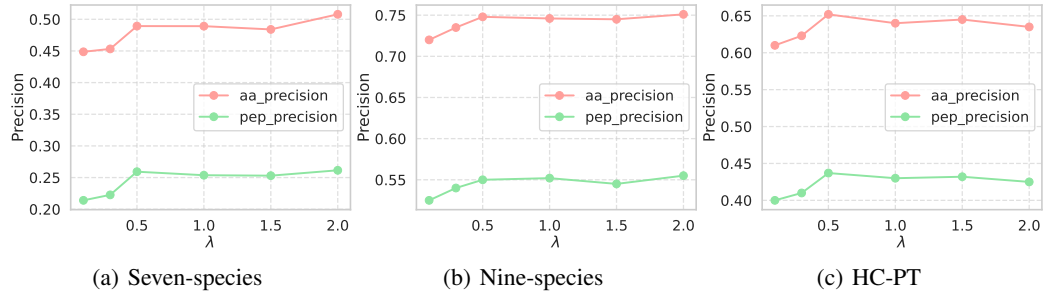 Precision
0.50
0.45
0.40
0.35
0.30
0.25
0.20
aa_precision
pep_precision
0.5 1.0 1.5 2.0
λ
(a) Seven-species
Precision
0.75
0.70
0.65
0.60
0.55
aa_precision
pep_precision
0.5 1.0 1.5 2.0
λ
(b) Nine-species
Precision
0.65
0.60
0.55
0.50
0.45
0.40
aa_precision
pep_precision
0.5 1.0 1.5 2.0
λ
(c) HC-PT